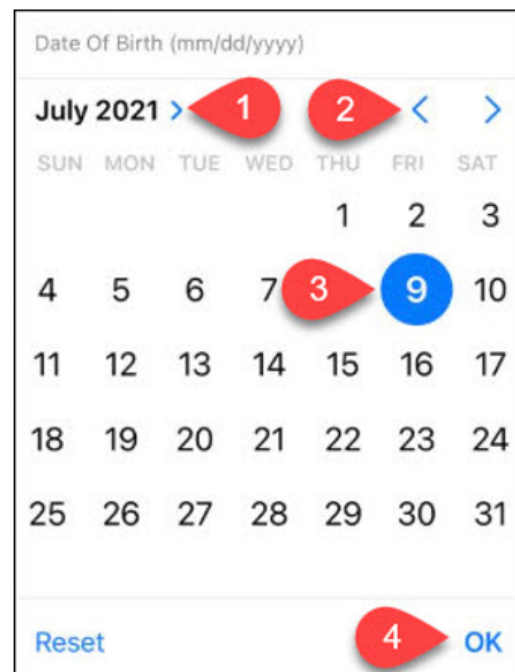 Date Of Birth (mm/dd/yyyy)
July 2021 > 1 2 < >
SUN MON TUE WED THU FRI SAT
1 2 3
4 5 6 7 3 9 10
11 12 13 14 15 16 17
18 19 20 21 22 23 24
25 26 27 28 29 30 31
Reset 4 OK